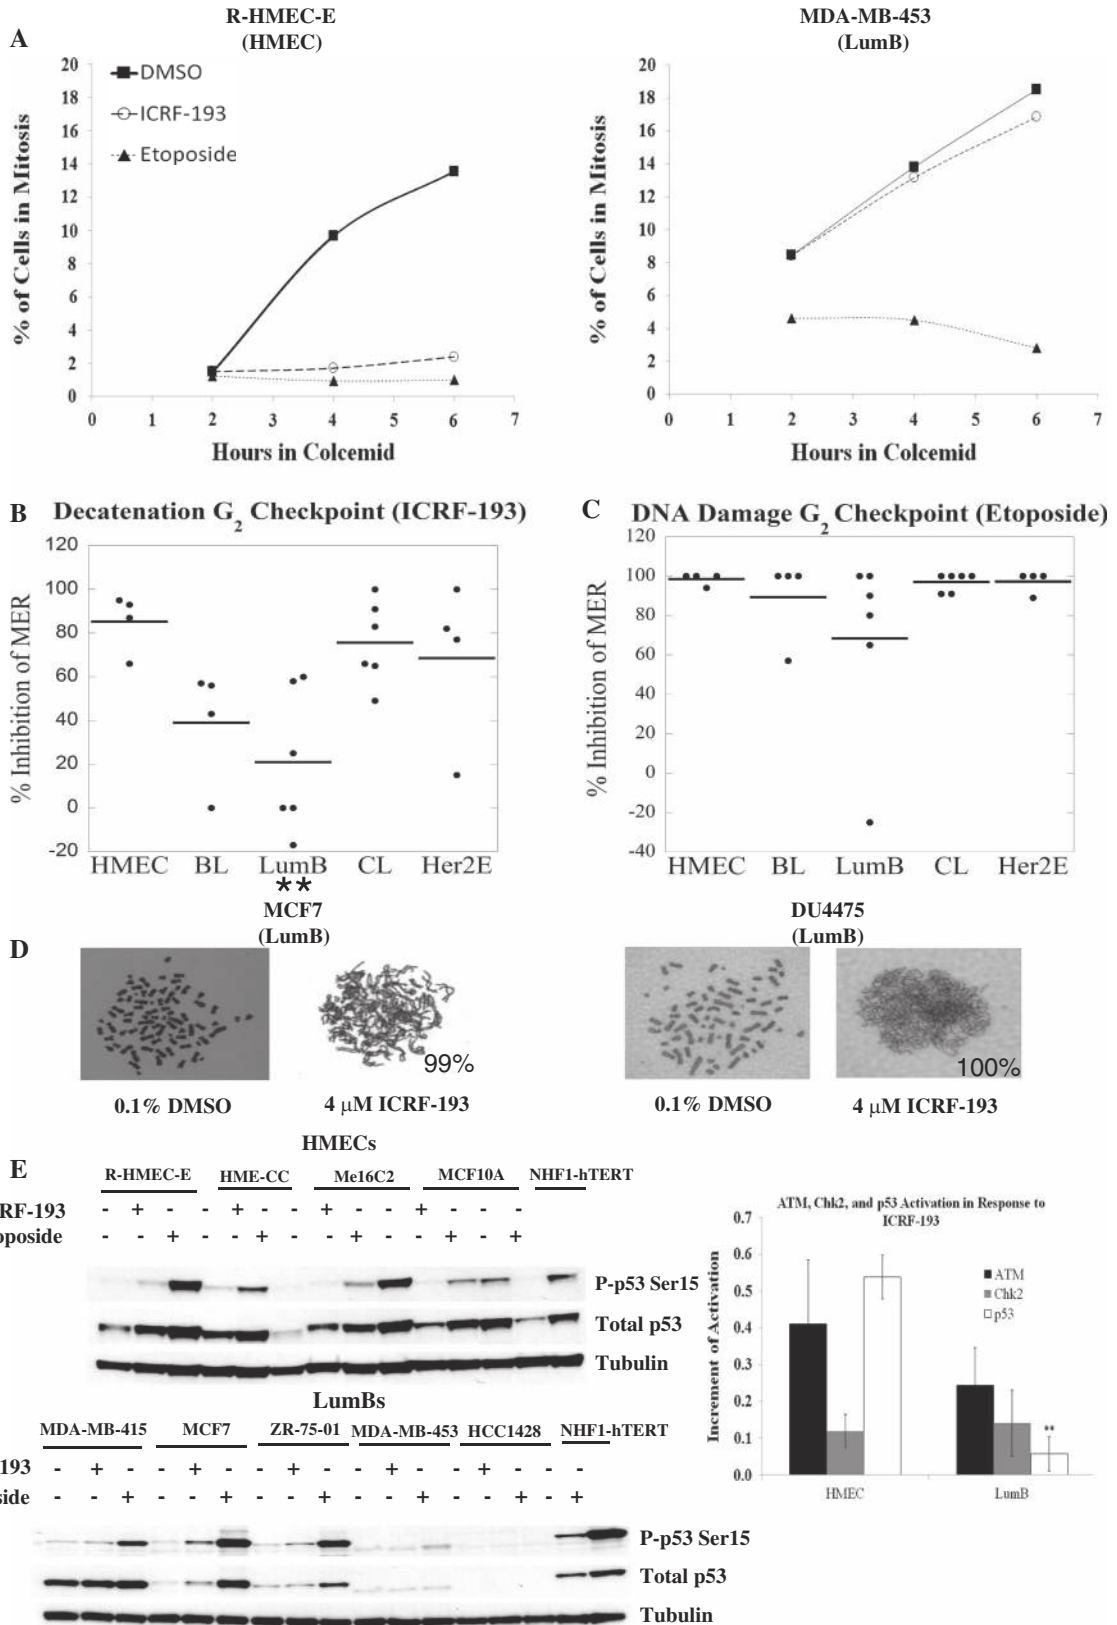 A
R-HMEC-E
(HMEC)
MDA-MB-453
(LumB)
20
18
16
14
12
10
8
6
4
2
0
% of Cells in Mitosis
DMSO
ICRF-193
Etoposide
0 1 2 3 4 5 6 7
Hours in Colcemid
20
18
16
14
12
10
8
6
4
2
0
% of Cells in Mitosis
0 1 2 3 4 5 6 7
Hours in Colcemid
B Decatenation G2 Checkpoint (ICRF-193)
120
100
80
60
40
20
0
-20
% Inhibition of MER
HMEC BL LumB CL Her2E
**
C DNA Damage G2 Checkpoint (Etoposide)
120
100
80
60
40
20
0
-20
-40
% Inhibition of MER
HMEC BL LumB CL Her2E
D
MCF7
(LumB)
DU4475
(LumB)
99%
100%
0.1% DMSO
4 μM ICRF-193
0.1% DMSO
4 μM ICRF-193
E
HMECs
R-HMEC-E HME-CC Me16C2 MCF10A NHF1-hTERT
RF-193 - + - - + - + - - + - - -
oposide - - + - - + - - + - - + - - +
P-p53 Ser15
Total p53
Tubulin
LumBs
MDA-MB-415 MCF7 ZR-75-01 MDA-MB-453 HCC1428 NHF1-hTERT
193 - + - - + - - + - - + - - + - - -
side - - + - - + - - + - - + - - + - +
P-p53 Ser15
Total p53
Tubulin
ATM, Chk2, and p53 Activation in Response to
ICRF-193
0.7
0.6
0.5
0.4
0.3
0.2
0.1
0.0
Increment of Activation
ATM
Chk2
p53
**
HMEC LumB